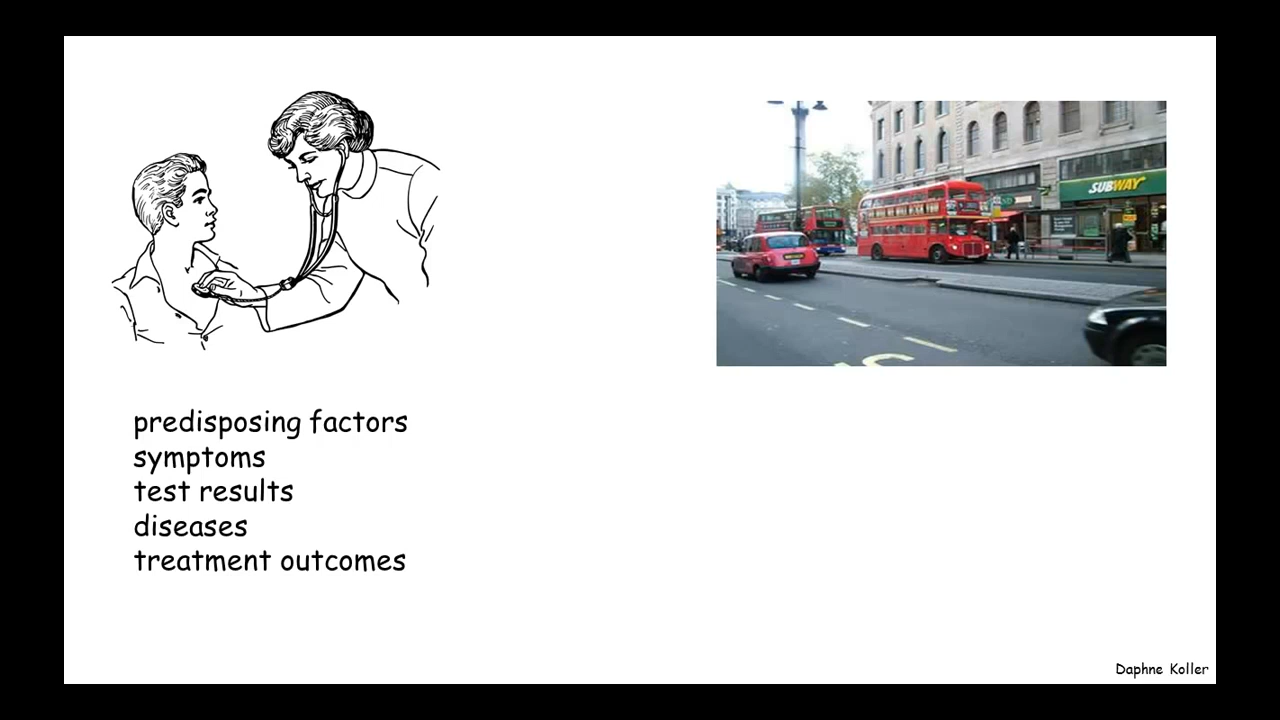 SUBWAY
predisposing factors
symptoms
test results
diseases
treatment outcomes
Daphne Koller